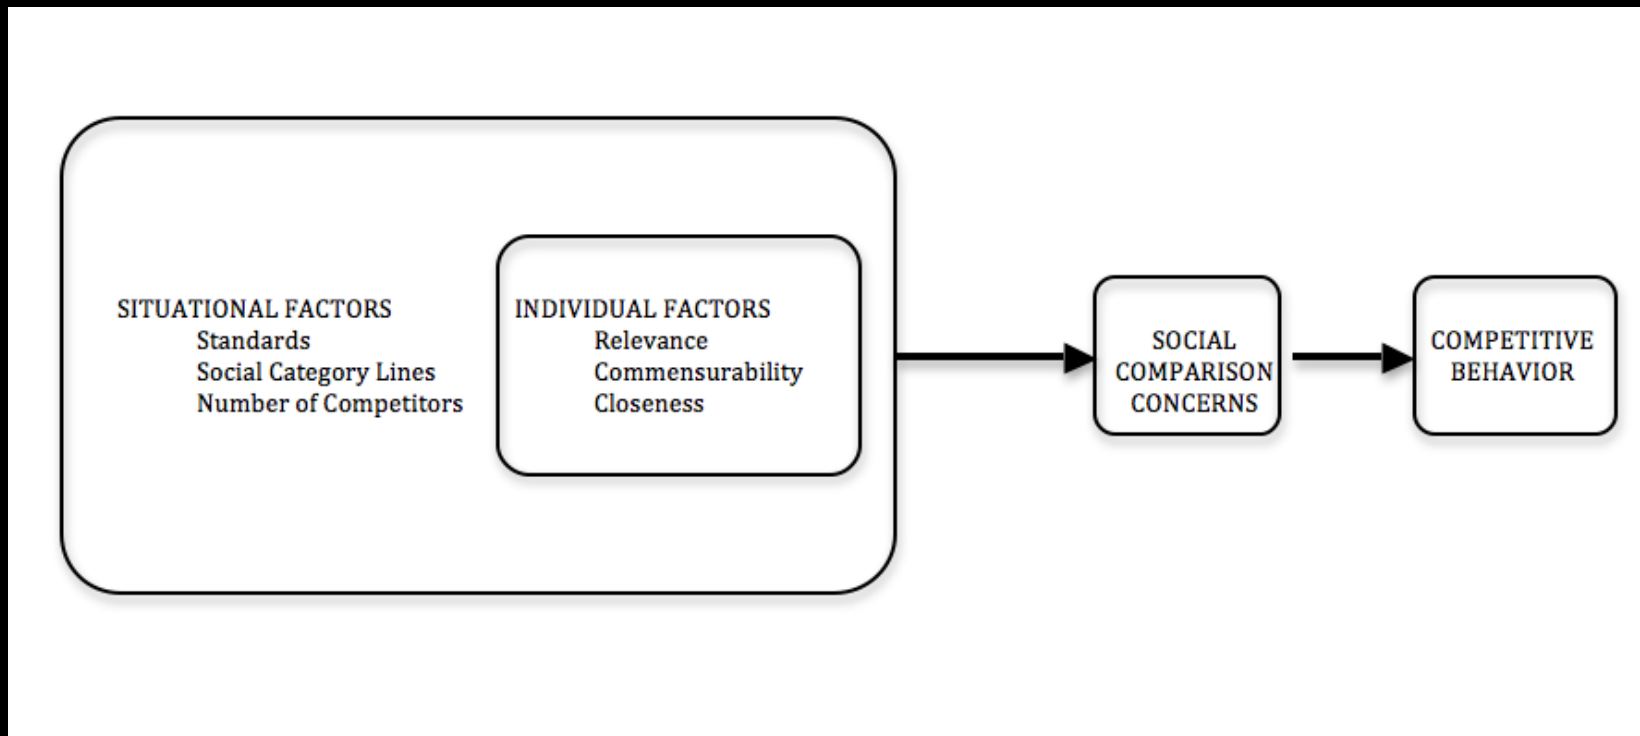 SITUATIONAL FACTORS
Standards
Social Category Lines
Number of Competitors
INDIVIDUAL FACTORS
Relevance
Commensurability
Closeness
SOCIAL
COMPARISON
CONCERNS
COMPETITIVE
BEHAVIOR